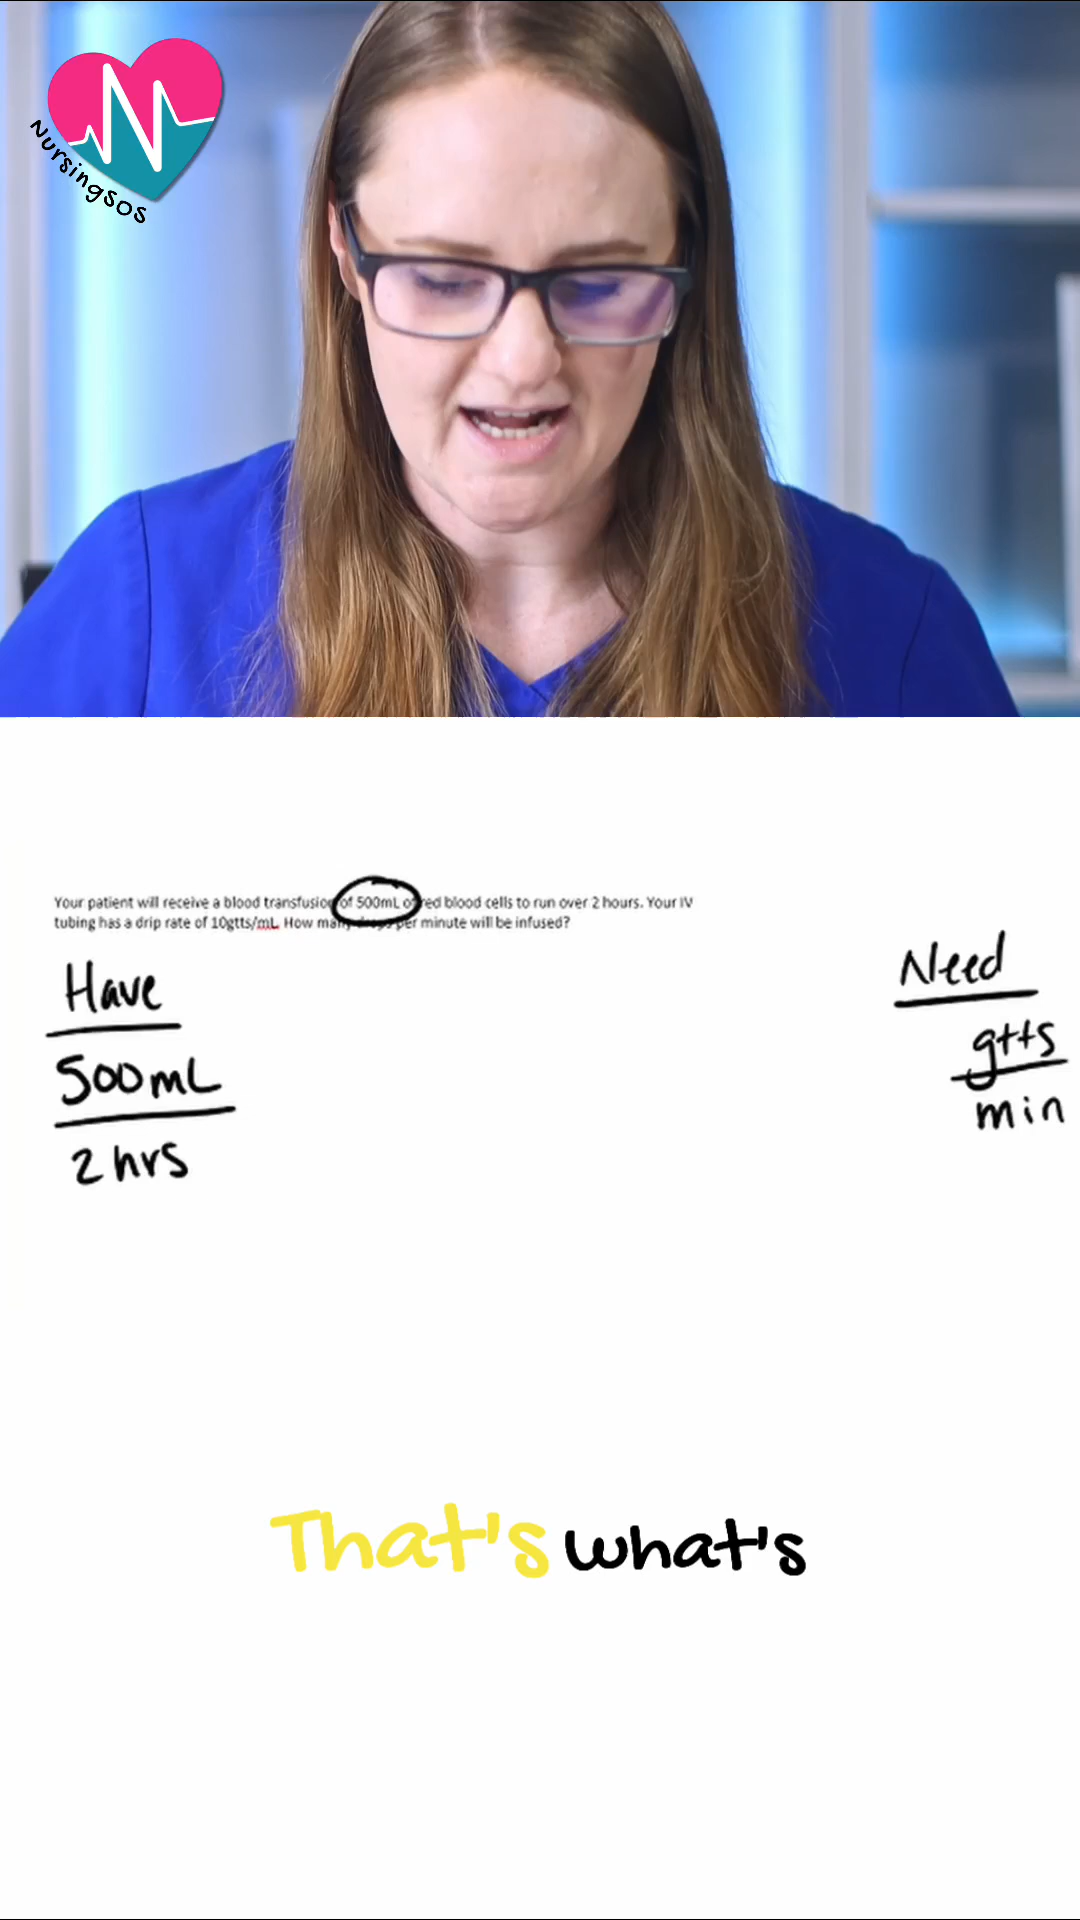 NursingSOS
Your patient will receive a blood transfusion of 500mL of red blood cells to run over 2 hours. Your IV
tubing has a drip rate of 10gtts/mL. How many drops per minute will be infused?
Have
500mL
2 hrs
Need
gtts
min
That's what's